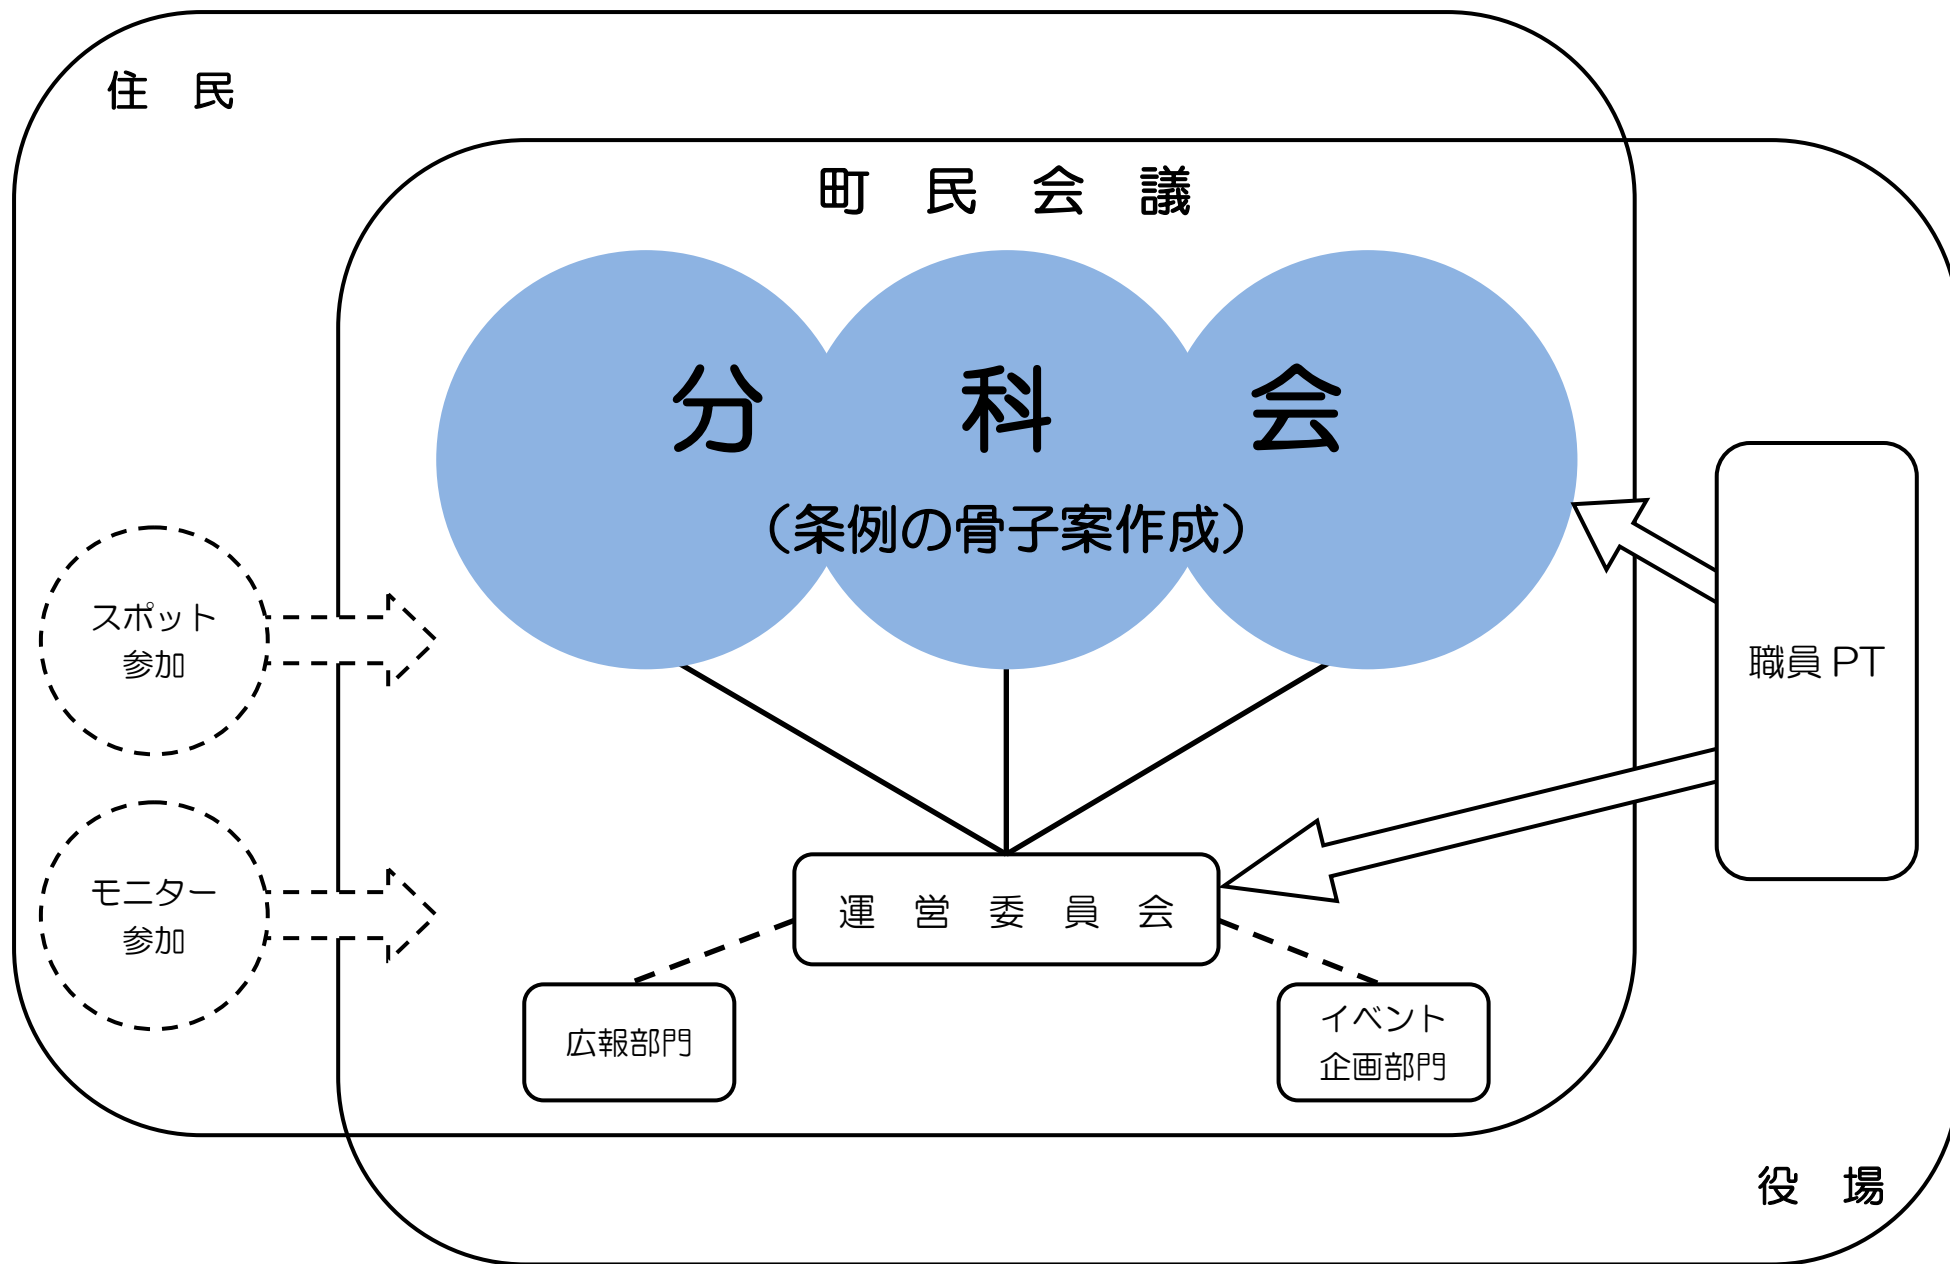 住　民
町　民　会　議
分　科　会
（条例の骨子案作成）
スポット
参加
職員 PT
モニター
参加
運　営　委　員　会
広報部門
イベント
企画部門
役　場